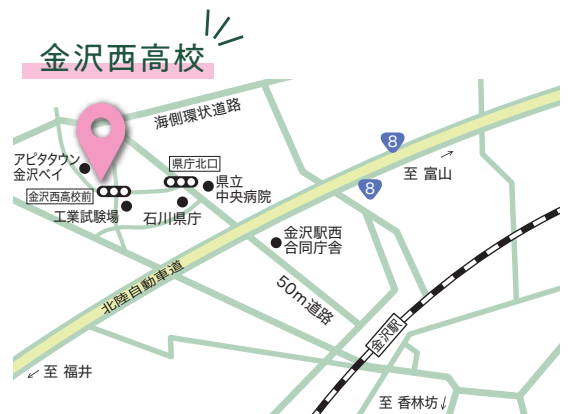 金沢西高校
海側環状道路
8
至 富山
8
アピタタウン
金沢ベイ
県庁北口
県立
中央病院
金沢西高校前
工業試験場
石川県庁
金沢駅西
合同庁舎
50m道路
北陸自動車道
金沢駅
至 福井
至 香林坊